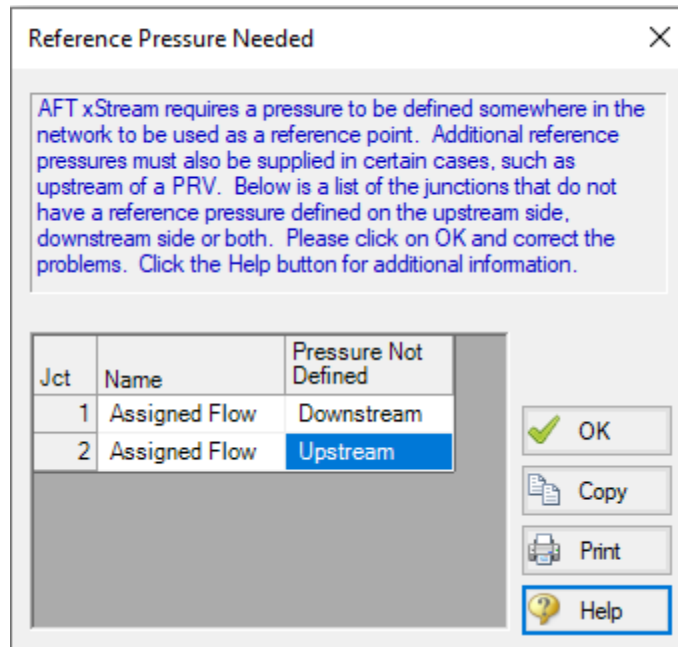 Reference Pressure Needed
AFT xStream requires a pressure to be defined somewhere in the
network to be used as a reference point.  Additional reference
pressures must also be supplied in certain cases, such as
upstream of a PRV.  Below is a list of the junctions that do not
have a reference pressure defined on the upstream side,
downstream side or both.  Please click on OK and correct the
problems.  Click the Help button for additional information.
Jct Name Pressure Not
Defined
1 Assigned Flow Downstream
2 Assigned Flow Upstream
OK
Copy
Print
Help